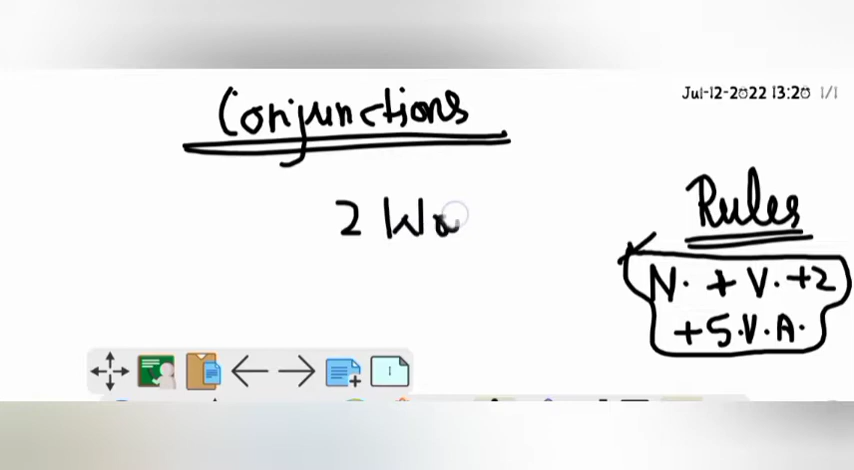 Conjunctions
Jul-12-2022 13:20 1/1
2 Wo
Rules
N. + V. +2
+S.V.A.